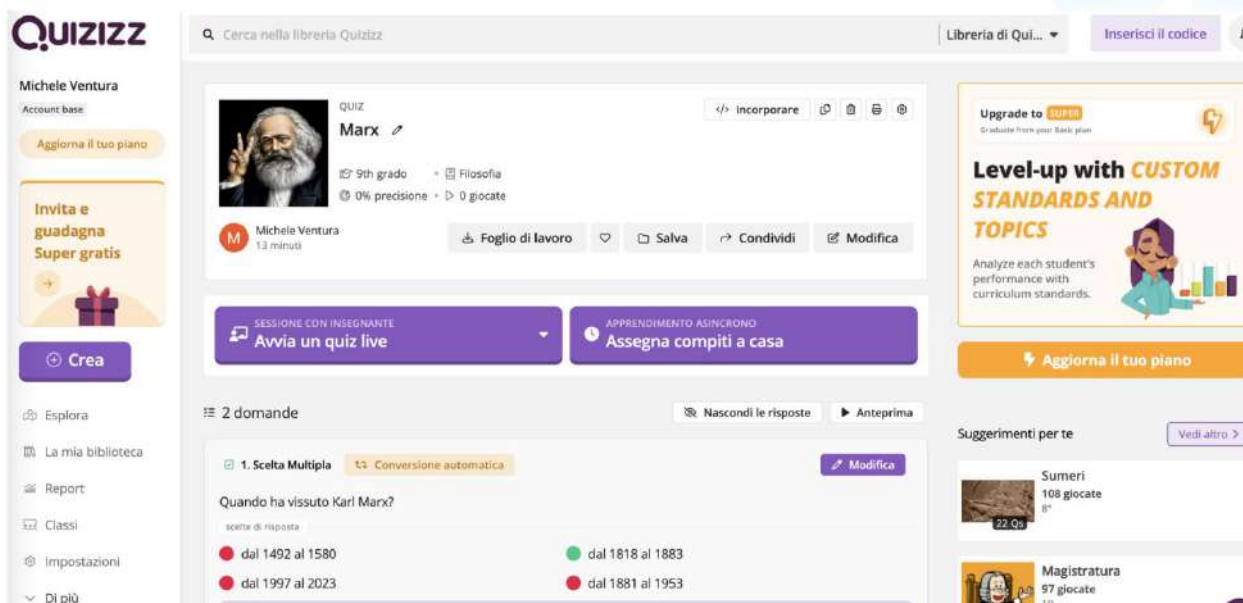 QUIZIZZ
Cerca nella libreria Quizizz
Libreria di Qui...
Inserisci il codice
Michele Ventura
Account base
Aggiorna il tuo piano
Invita e
guadagna
Super gratis
Crea
Esplora
La mia biblioteca
Report
Classi
Impostazioni
Di più
QUIZ
Marx
</> Incorporare
9th grado
Filosofia
0% precisione
0 giocate
M
Michele Ventura
13 minuti
Foglio di lavoro
Salva
Condividi
Modifica
SESSIONE CON INSEGNANTE
Avvia un quiz live
APPRENDIMENTO ASINCRONO
Assegna compiti a casa
2 domande
Nascondi le risposte
Anteprima
1. Scelta Multipla
Conversione automatica
Modifica
Quando ha vissuto Karl Marx?
scelte di risposta
dal 1492 al 1580
dal 1818 al 1883
dal 1997 al 2023
dal 1881 al 1953
Upgrade to SUPER
Graduate from your Basic plan
Level-up with CUSTOM
STANDARDS AND
TOPICS
Analyze each student's
performance with
curriculum standards.
Aggiorna il tuo piano
Suggerimenti per te
Vedi altro >
Sumeri
108 giocate
8°
22 Qs
Magistratura
97 giocate